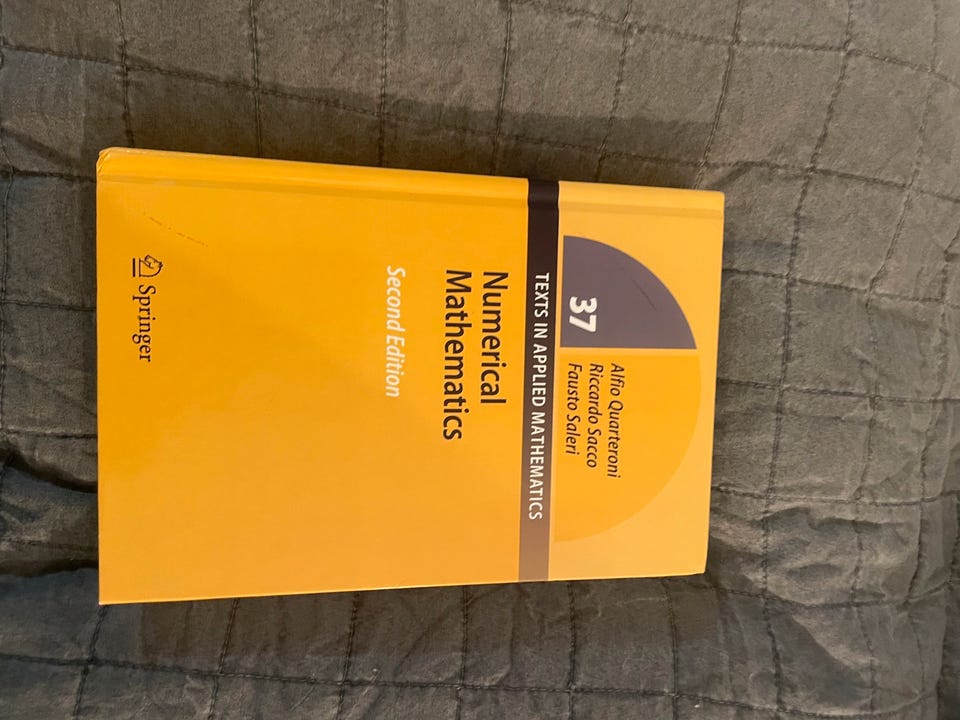 37
Alfio Quarteroni
Riccardo Sacco
Fausto Saleri
TEXTS IN APPLIED MATHEMATICS
Numerical
Mathematics
Second Edition
Springer